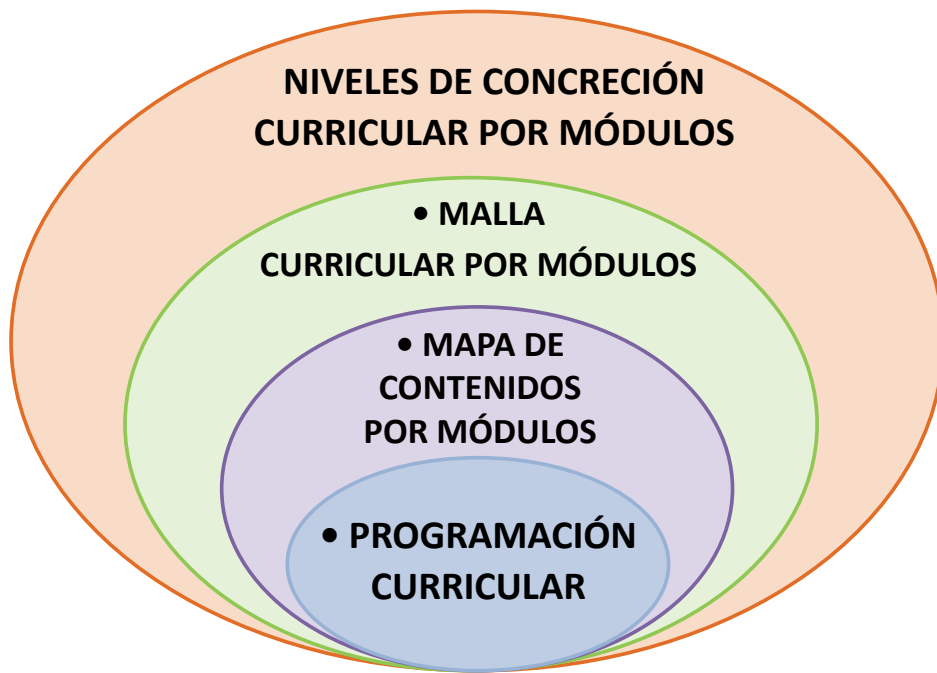 NIVELES DE CONCRECIÓN
CURRICULAR POR MÓDULOS
• MALLA
CURRICULAR POR MÓDULOS
• MAPA DE
CONTENIDOS
POR MÓDULOS
• PROGRAMACIÓN
CURRICULAR